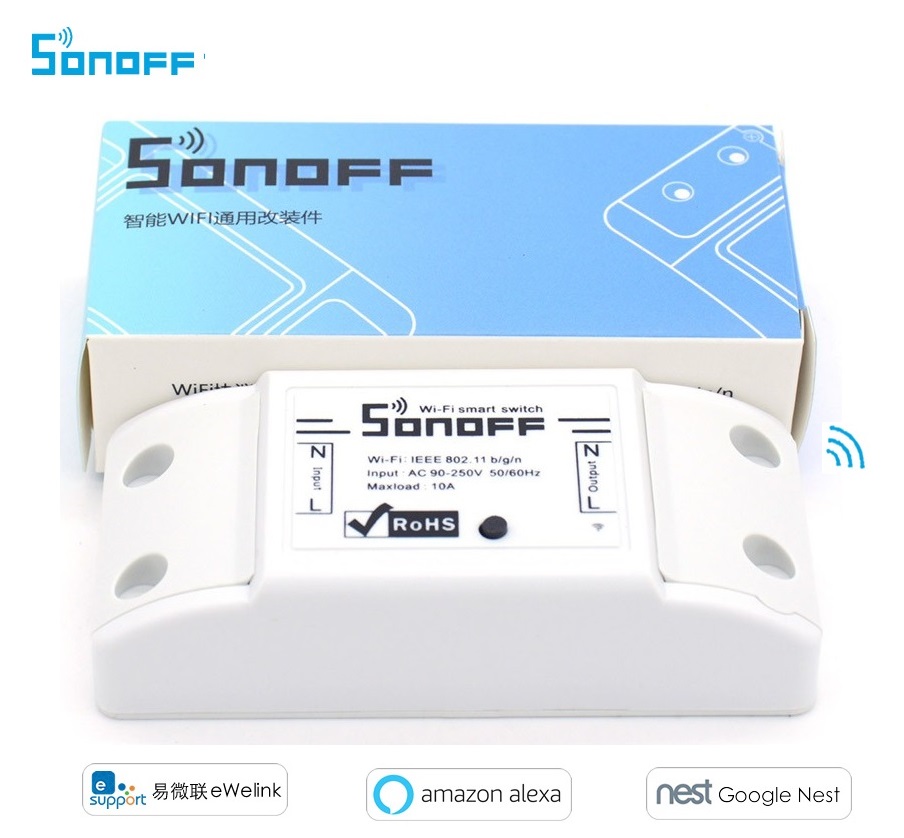 SONOFF
SONOFF
智能WIFI通用改装件
Wi-Fi smart switch
SONOFF
N
Input
L
Wi-Fi: IEEE 802.11 b/g/n
Input : AC 90-250V 50/60Hz
Maxload : 10A
RoHS
N
Output
L
e support 易微联 eWelink
amazon alexa
nest Google Nest